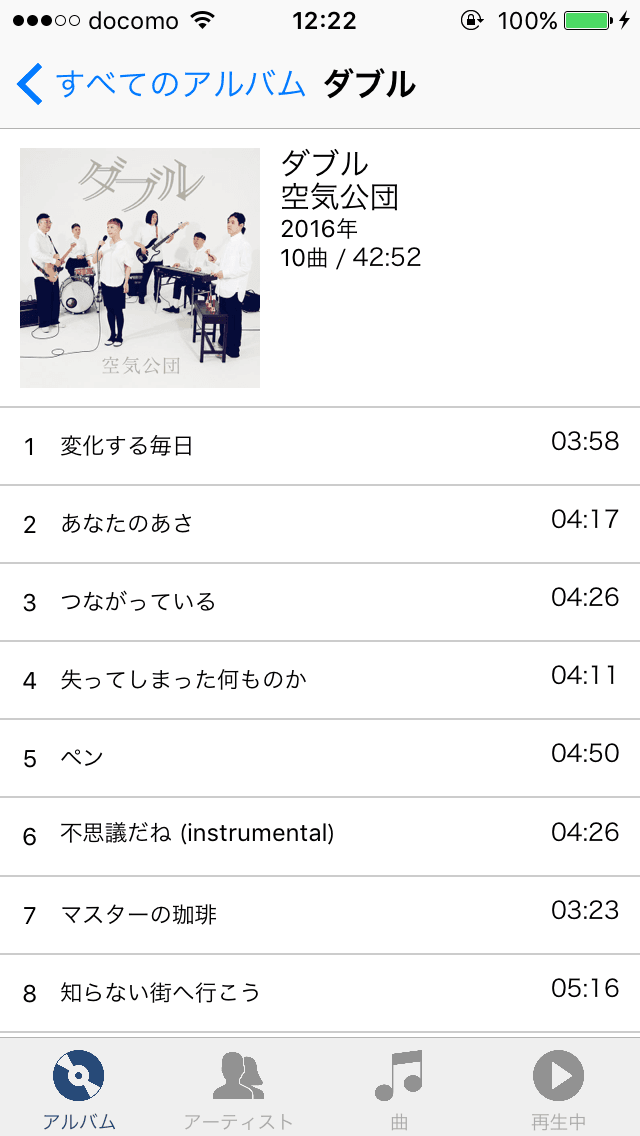 docomo 12:22 100%
すべてのアルバム ダブル
ダブル
空気公団
ダブル
空気公団
2016年
10曲 / 42:52
1 変化する毎日 03:58
2 あなたのあさ 04:17
3 つながっている 04:26
4 失ってしまった何ものか 04:11
5 ペン 04:50
6 不思議だね (instrumental) 04:26
7 マスターの珈琲 03:23
8 知らない街へ行こう 05:16
アルバム アーティスト 曲 再生中